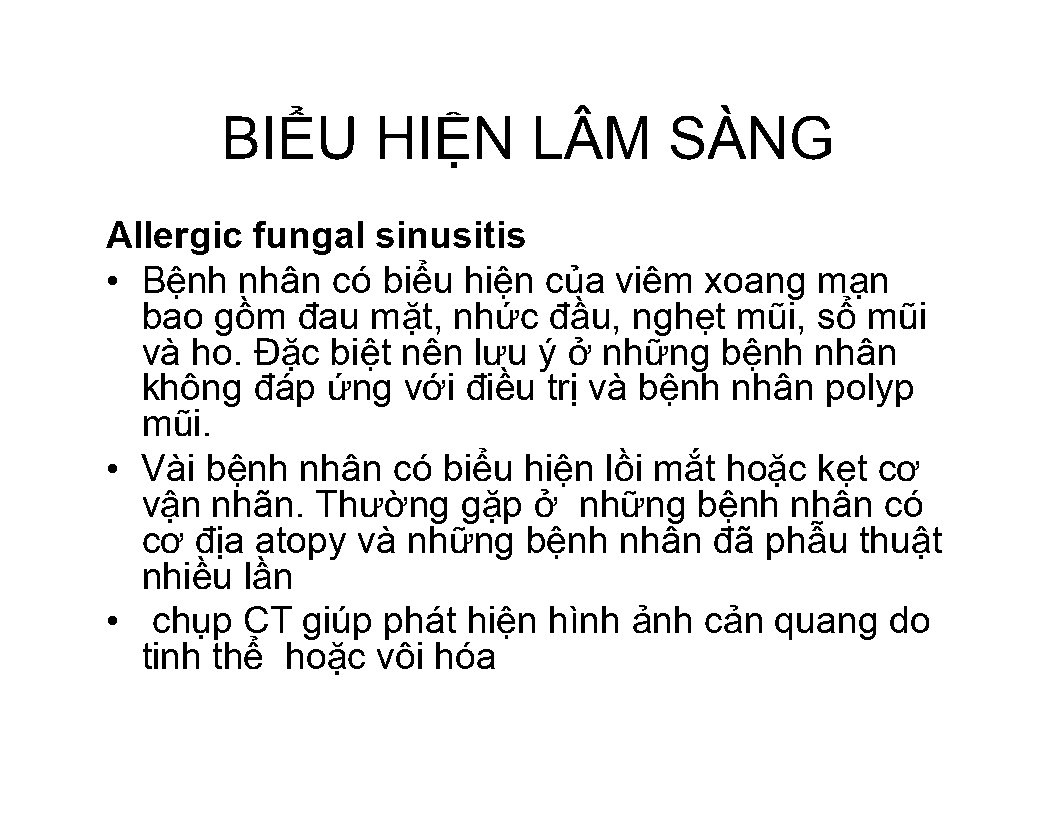 BIỂU HIỆN LÂM SÀNG
Allergic fungal sinusitis
• Bệnh nhân có biểu hiện của viêm xoang mạn
bao gồm đau mặt, nhức đầu, nghẹt mũi, sổ mũi
và ho. Đặc biệt nên lưu ý ở những bệnh nhân
không đáp ứng với điều trị và bệnh nhân polyp
mũi.
• Vài bệnh nhân có biểu hiện lồi mắt hoặc kẹt cơ
vận nhãn. Thường gặp ở  những bệnh nhân có
cơ địa atopy và những bệnh nhân đã phẫu thuật
nhiều lần
•  chụp CT giúp phát hiện hình ảnh cản quang do
tinh thể  hoặc vôi hóa